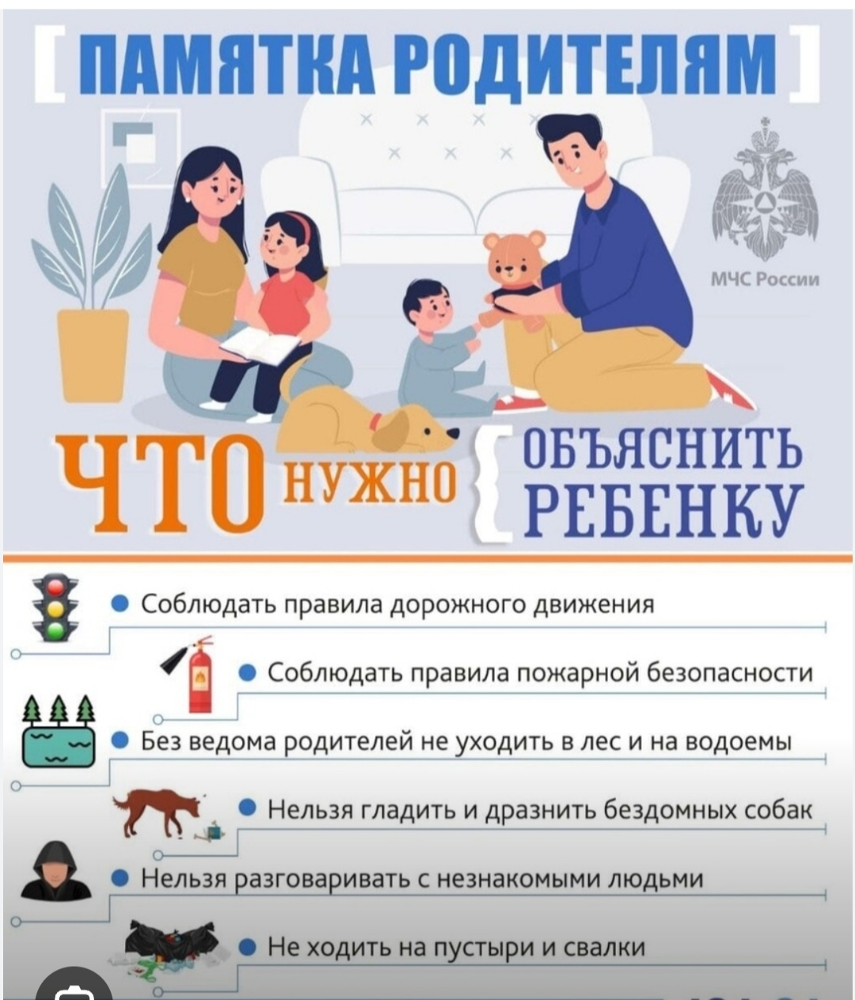 ПАМЯТКА РОДИТЕЛЯМ
МЧС России
ЧТО НУЖНО
ОБЪЯСНИТЬ
РЕБЕНКУ
Соблюдать правила дорожного движения
Соблюдать правила пожарной безопасности
Без ведома родителей не уходить в лес и на водоемы
Нельзя гладить и дразнить бездомных собак
Нельзя разговаривать с незнакомыми людьми
Не ходить на пустыри и свалки